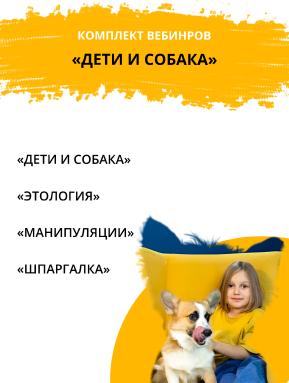 КОМПЛЕКТ ВЕБИНРОВ
«ДЕТИ И СОБАКА»
«ДЕТИ И СОБАКА»
«ЭТОЛОГИЯ»
«МАНИПУЛЯЦИИ»
«ШПАРГАЛКА»